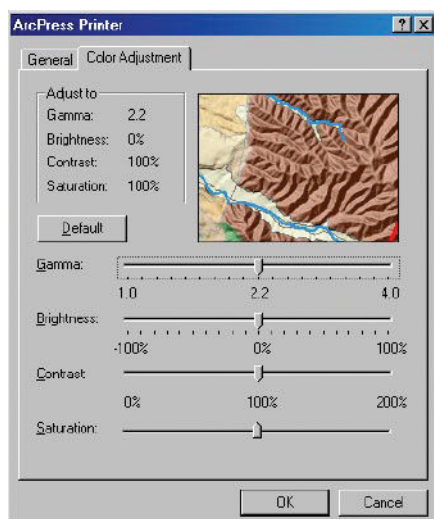 ArcPress Printer
General Color Adjustment
Adjust to
Gamma: 2.2
Brightness: 0%
Contrast: 100%
Saturation: 100%
Default
Gamma:
1.0 2.2 4.0
Brightness:
-100% 0% 100%
Contrast
0% 100% 200%
Saturation:
OK Cancel